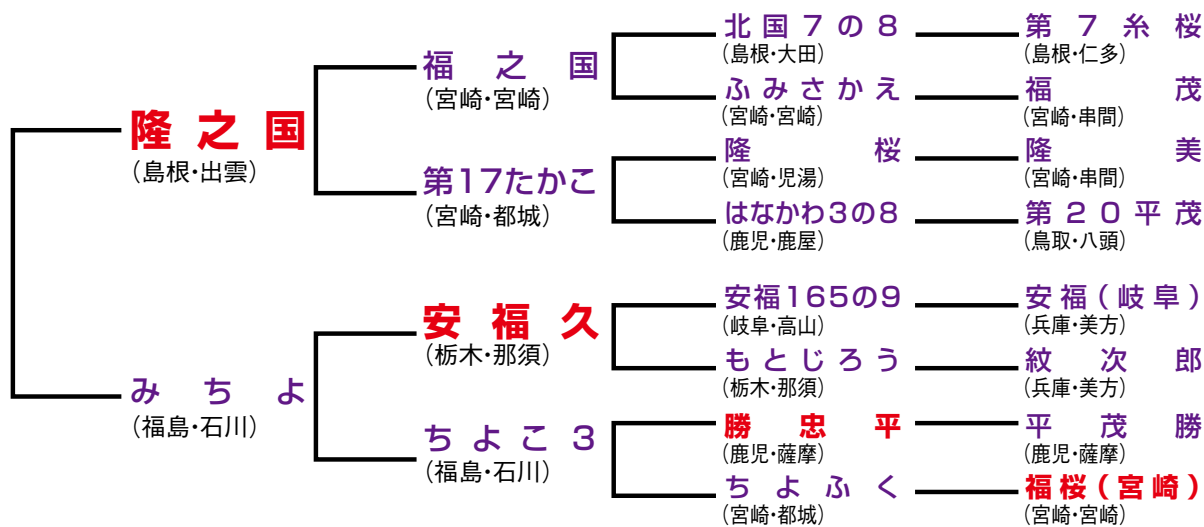 隆之国
(島根・出雲)
みちよ
(福島・石川)
福之国
(宮崎・宮崎)
第17たかこ
(宮崎・都城)
安福久
(栃木・那須)
ちよこ3
(福島・石川)
北国7の8
(島根・大田)
ふみさかえ
(宮崎・宮崎)
隆桜
(宮崎・児湯)
はなかわ3の8
(鹿児・鹿屋)
安福165の9
(岐阜・高山)
もとじろう
(栃木・那須)
勝忠平
(鹿児・薩摩)
ちよふく
(宮崎・都城)
第7糸桜
(島根・仁多)
福茂
(宮崎・串間)
隆美
(宮崎・串間)
第20平茂
(鳥取・八頭)
安福(岐阜)
(兵庫・美方)
紋次郎
(兵庫・美方)
平茂勝
(鹿児・薩摩)
福桜(宮崎)
(宮崎・宮崎)